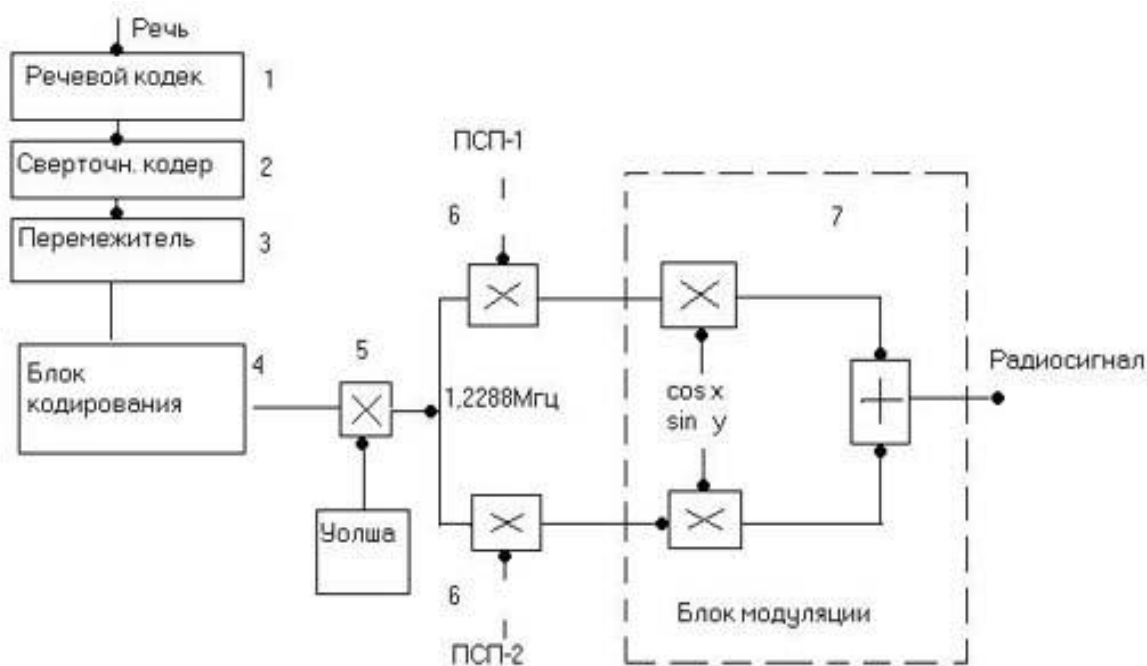 Речь
Речевой кодек
1
Сверточн. кодер
2
Перемежитель
3
Блок
кодирования
4
5
Уолша
1,2288Мгц
ПСП-1
6
6
ПСП-2
7
cos x
sin y
Блок модуляции
Радиосигнал